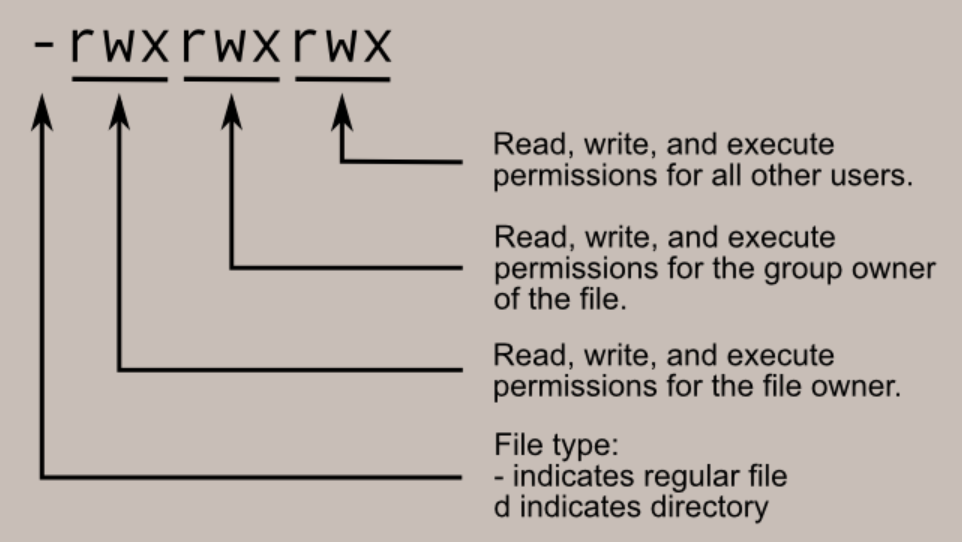 -rwxrwxrwx
Read, write, and execute
permissions for all other users.
Read, write, and execute
permissions for the group owner
of the file.
Read, write, and execute
permissions for the file owner.
File type:
- indicates regular file
d indicates directory